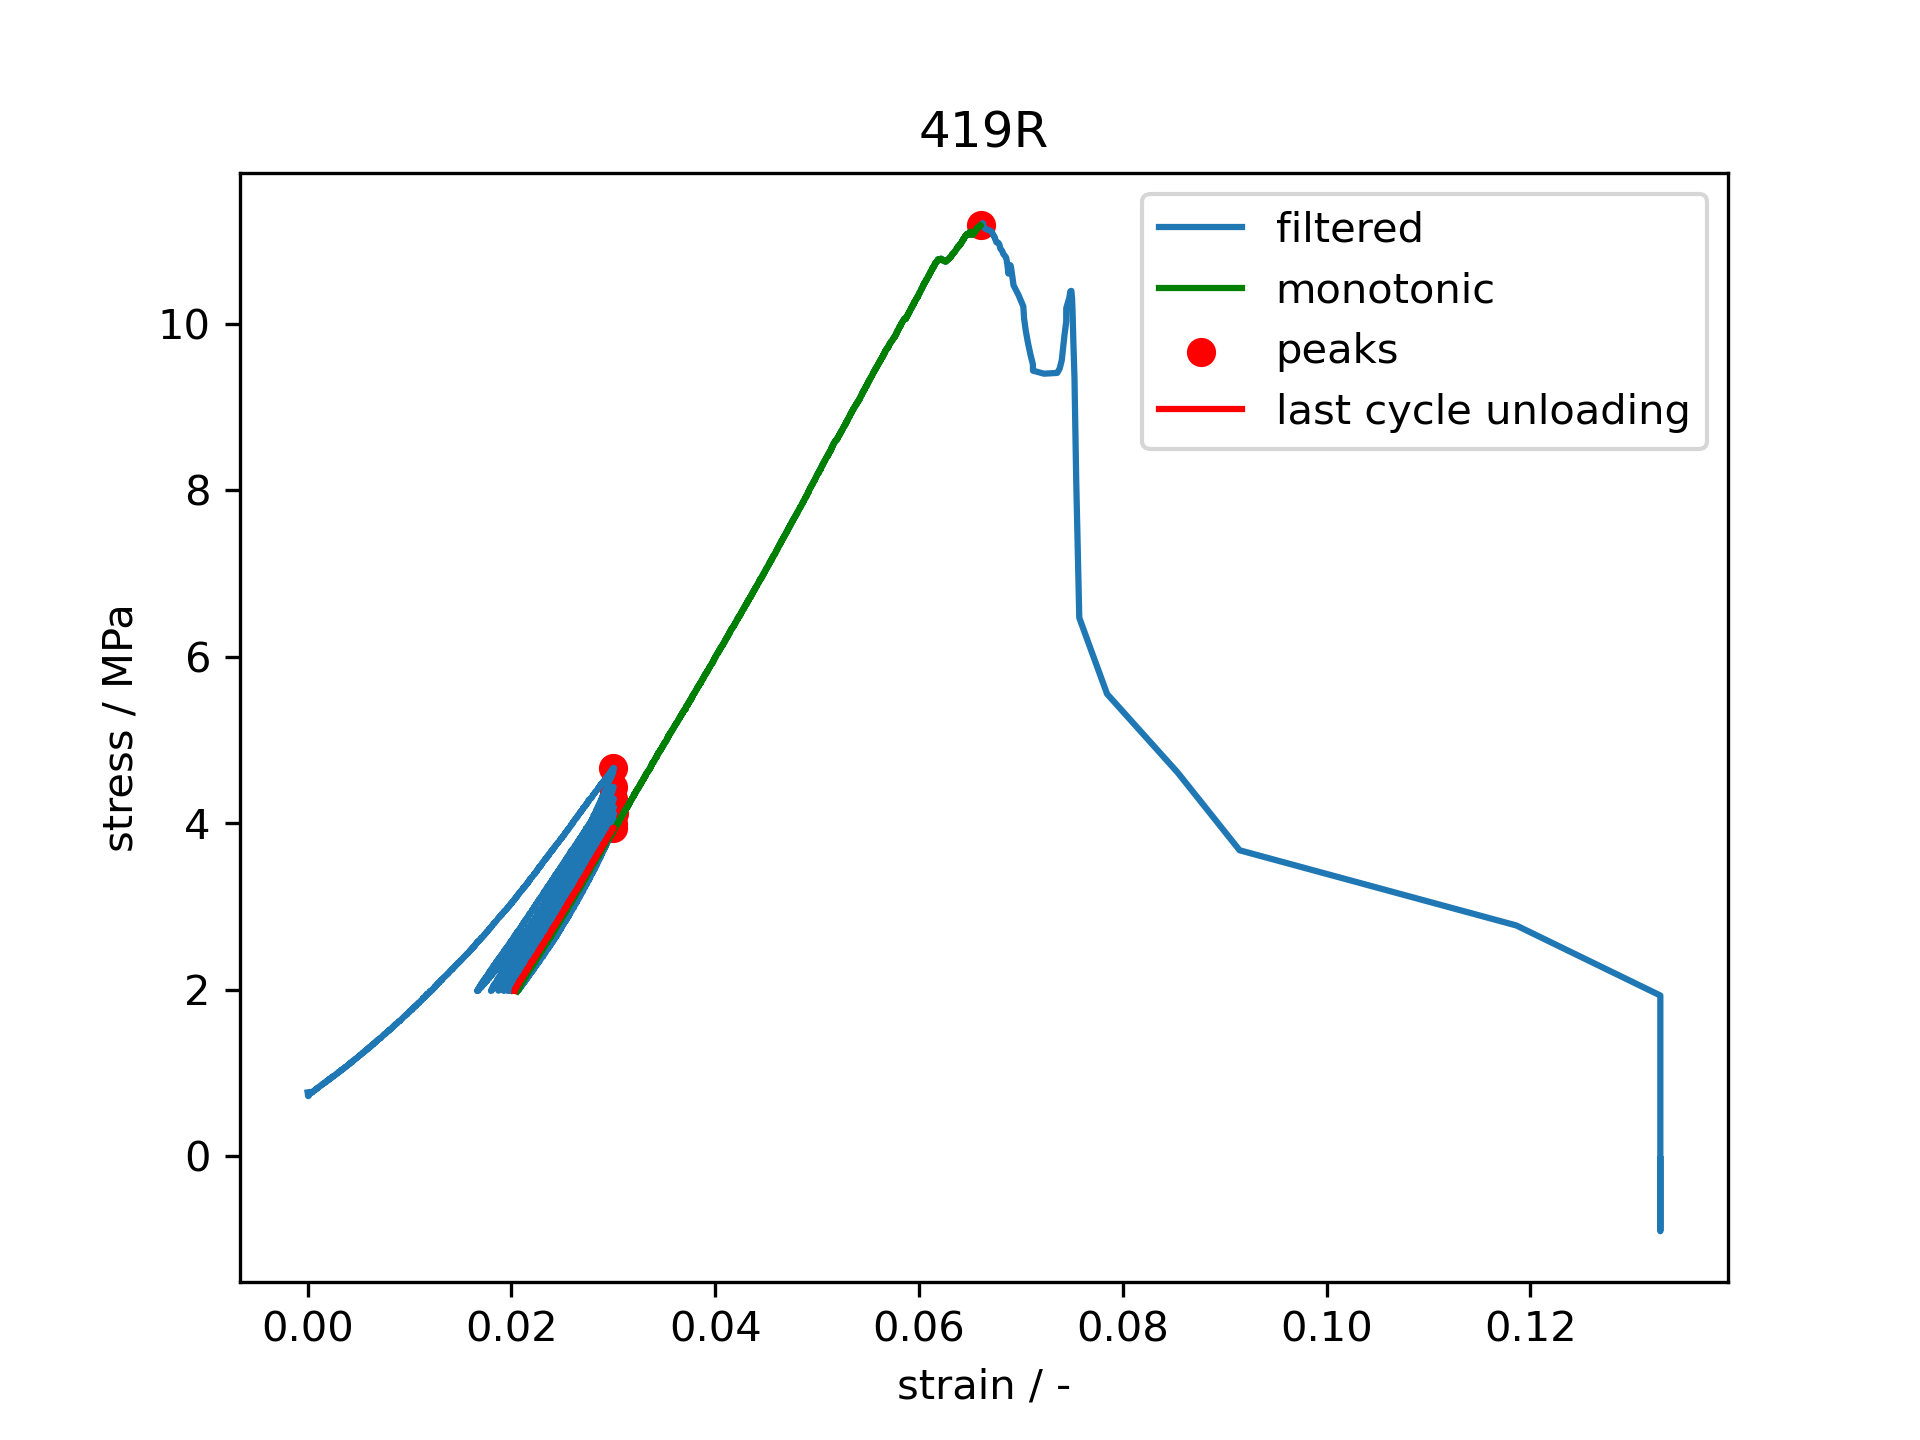 419R
filtered
monotonic
peaks
last cycle unloading
10
8
6
4
2
0
stress / MPa
0.00 0.02 0.04 0.06 0.08 0.10 0.12
strain / -